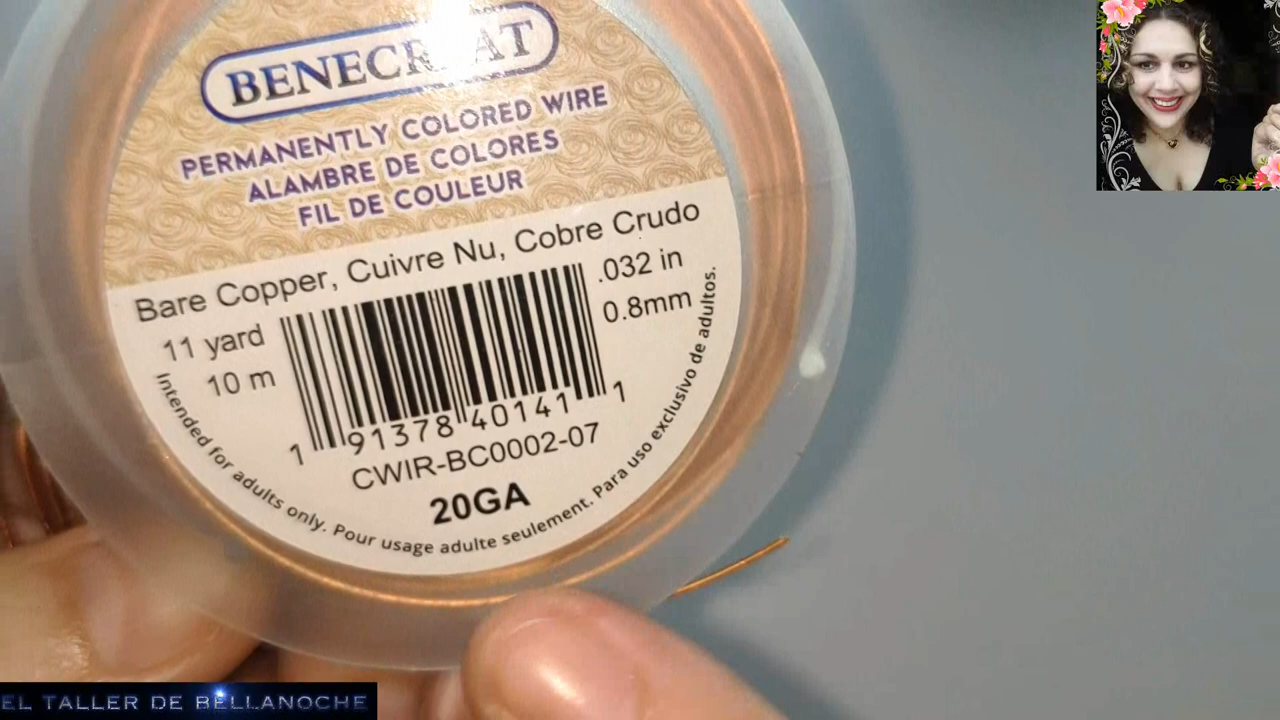 BENECREAT
PERMANENTLY COLORED WIRE
ALAMBRE DE COLORES
FIL DE COULEUR
Bare Copper, Cuivre Nu, Cobre Crudo
11 yard
10 m
.032 in
0.8mm
1 91378 40141 1
CWIR-BC0002-07
20GA
Intended for adults only. Pour usage adulte seulement. Para uso exclusivo de adultos.
EL TALLER DE BELLANOCHE